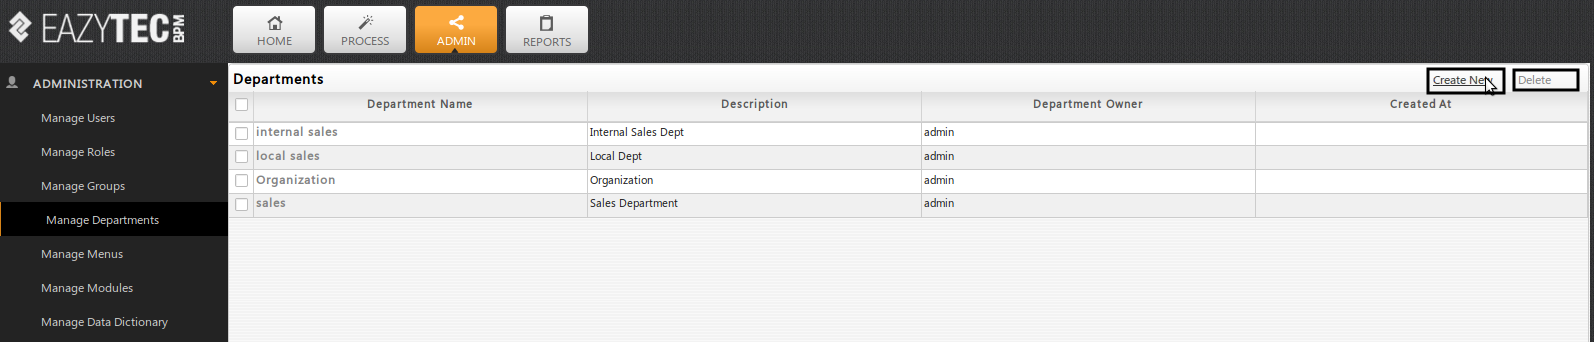 EAZYTEC BPM
HOME PROCESS ADMIN REPORTS
ADMINISTRATION
Manage Users
Manage Roles
Manage Groups
Manage Departments
Manage Menus
Manage Modules
Manage Data Dictionary
Departments Create New Delete
Department Name Description Department Owner Created At
internal sales Internal Sales Dept admin
local sales Local Dept admin
Organization Organization admin
sales Sales Department admin